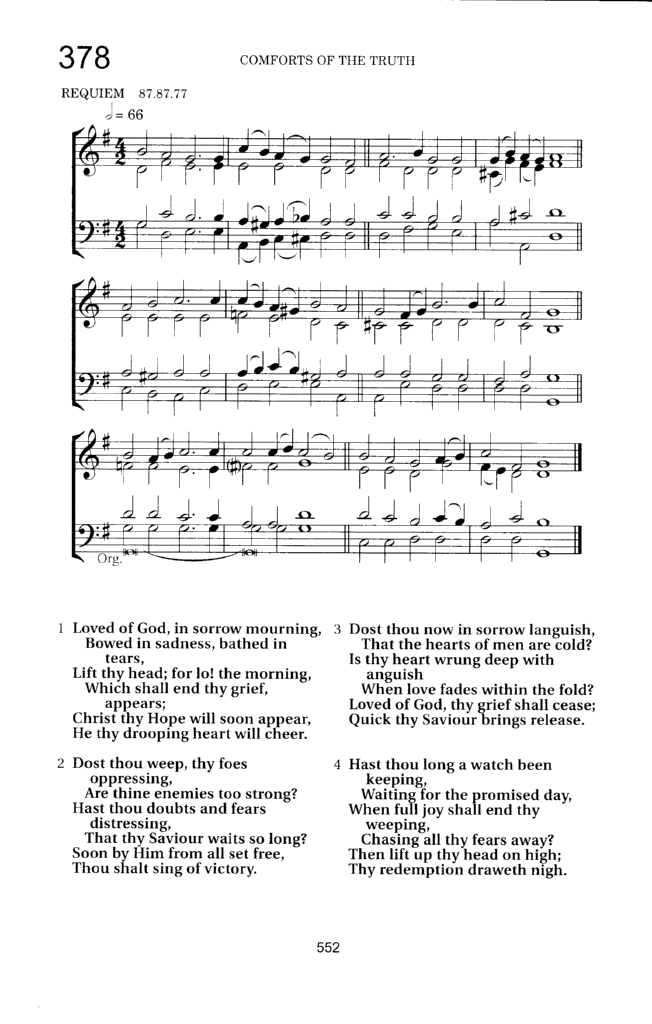 378
COMFORTS OF THE TRUTH
REQUIEM 87.87.77
𝅗𝅥 = 66
Org.
1 Loved of God, in sorrow mourning,
Bowed in sadness, bathed in
tears,
Lift thy head; for lo! the morning,
Which shall end thy grief,
appears;
Christ thy Hope will soon appear,
He thy drooping heart will cheer.
2 Dost thou weep, thy foes
oppressing,
Are thine enemies too strong?
Hast thou doubts and fears
distressing,
That thy Saviour waits so long?
Soon by Him from all set free,
Thou shalt sing of victory.
3 Dost thou now in sorrow languish,
That the hearts of men are cold?
Is thy heart wrung deep with
anguish
When love fades within the fold?
Loved of God, thy grief shall cease;
Quick thy Saviour brings release.
4 Hast thou long a watch been
keeping,
Waiting for the promised day,
When full joy shall end thy
weeping,
Chasing all thy fears away?
Then lift up thy head on high;
Thy redemption draweth nigh.
552